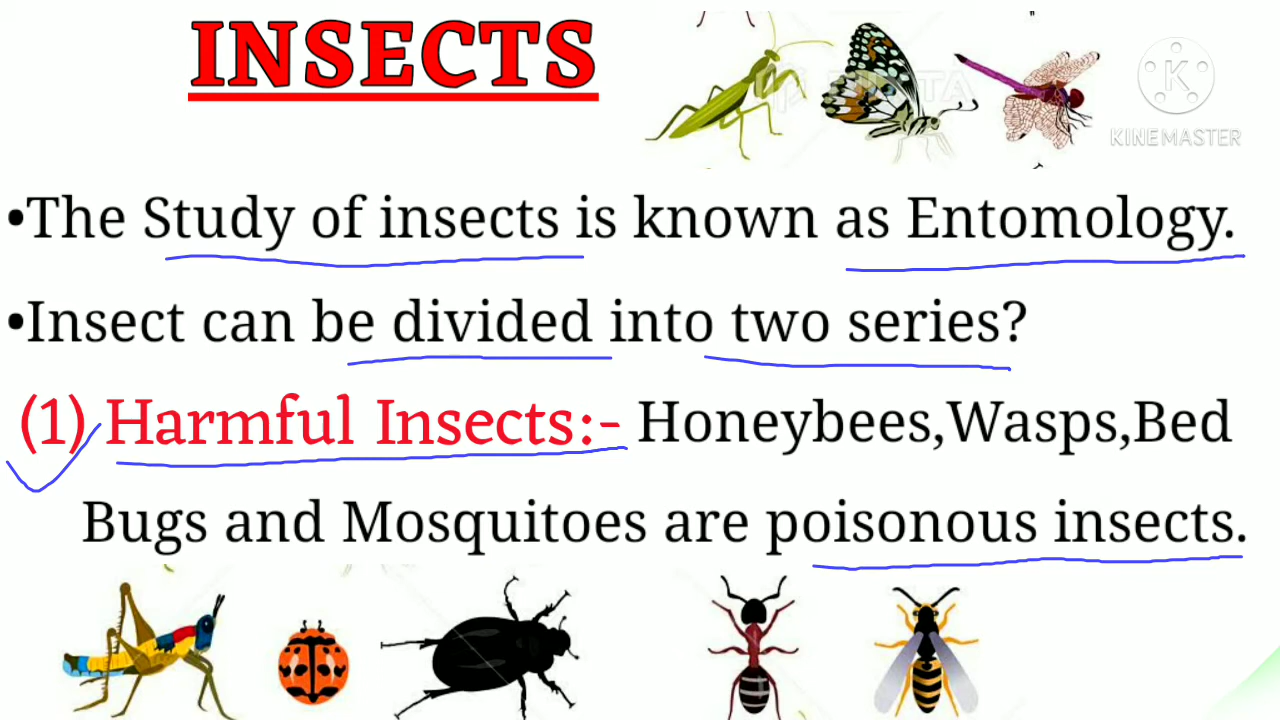 INSECTS
KINEMASTER
•The Study of insects is known as Entomology.
•Insect can be divided into two series?
(1) Harmful Insects:- Honeybees,Wasps,Bed
Bugs and Mosquitoes are poisonous insects.